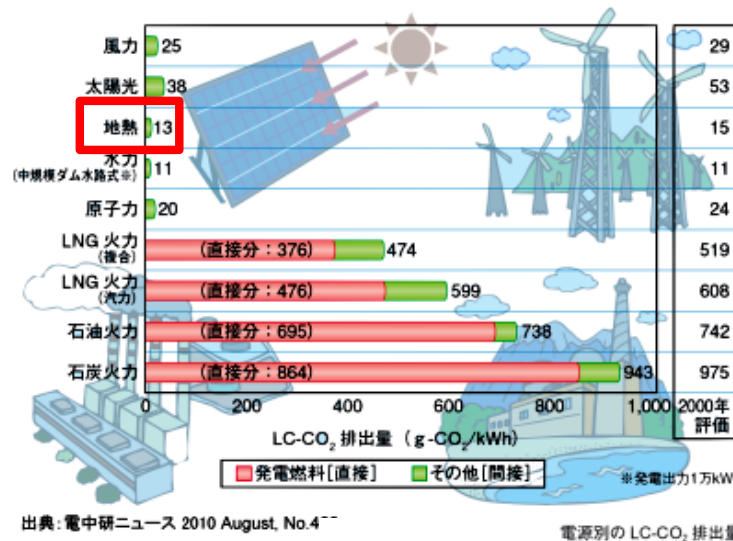 風力 25 29
太陽光 38 53
地熱 13 15
水力 11 11
(中規模ダム水路式※)
原子力 20 24
LNG 火力 (直接分：376) 474 519
(複合)
LNG 火力 (直接分：476) 599 608
(汽力)
石油火力 (直接分：695) 738 742
石炭火力 (直接分：864) 943 975
0 200 400 600 800 1,000 2000年
評価
LC-CO₂ 排出量 ( g-CO₂/kWh)
発電燃料[直接] その他[間接] ※発電出力1万kW
出典：電中研ニュース 2010 August, No.4
電源別の LC-CO₂ 排出量